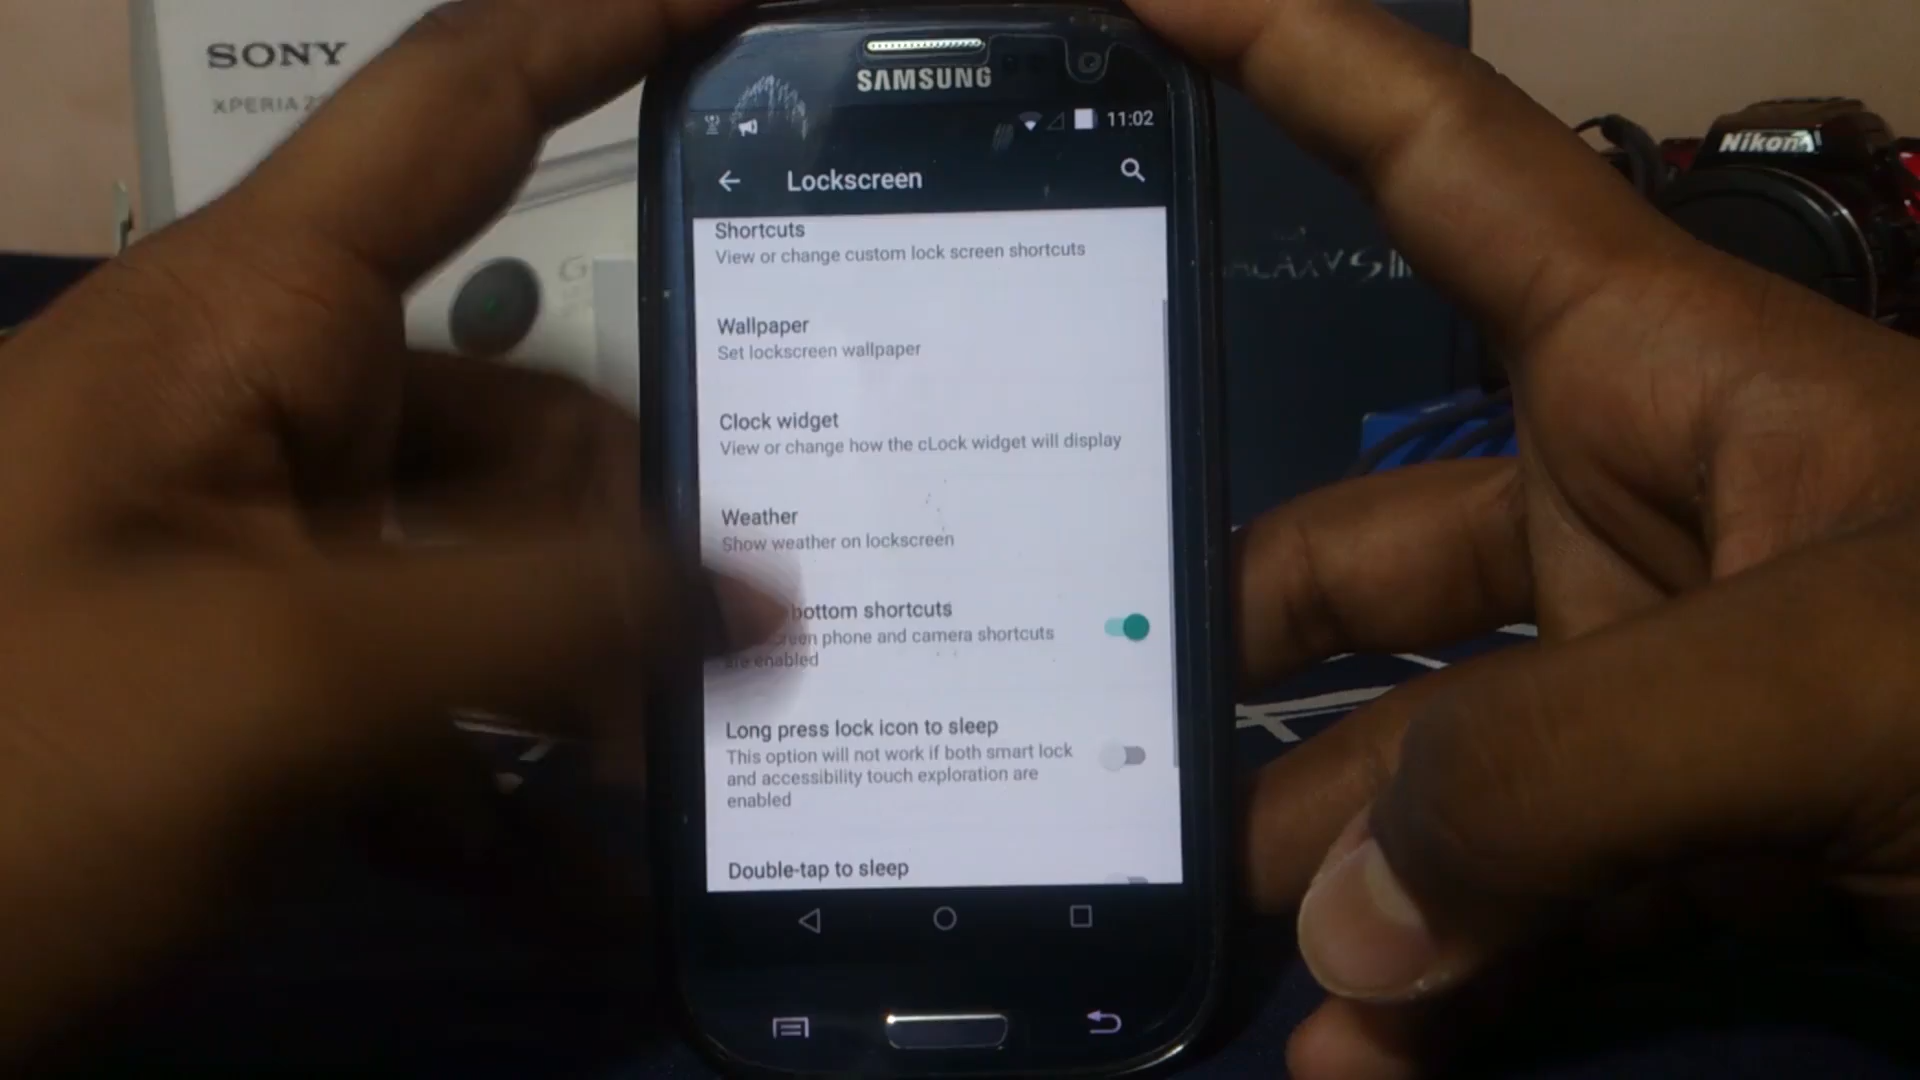 SONY
XPERIA
SAMSUNG
11:02
Lockscreen
Nikon
Shortcuts
View or change custom lock screen shortcuts
Wallpaper
Set lockscreen wallpaper
Clock widget
View or change how the cLock widget will display
Weather
Show weather on lockscreen
bottom shortcuts
phone and camera shortcuts
are enabled
Long press lock icon to sleep
This option will not work if both smart lock
and accessibility touch exploration are
enabled
Double-tap to sleep